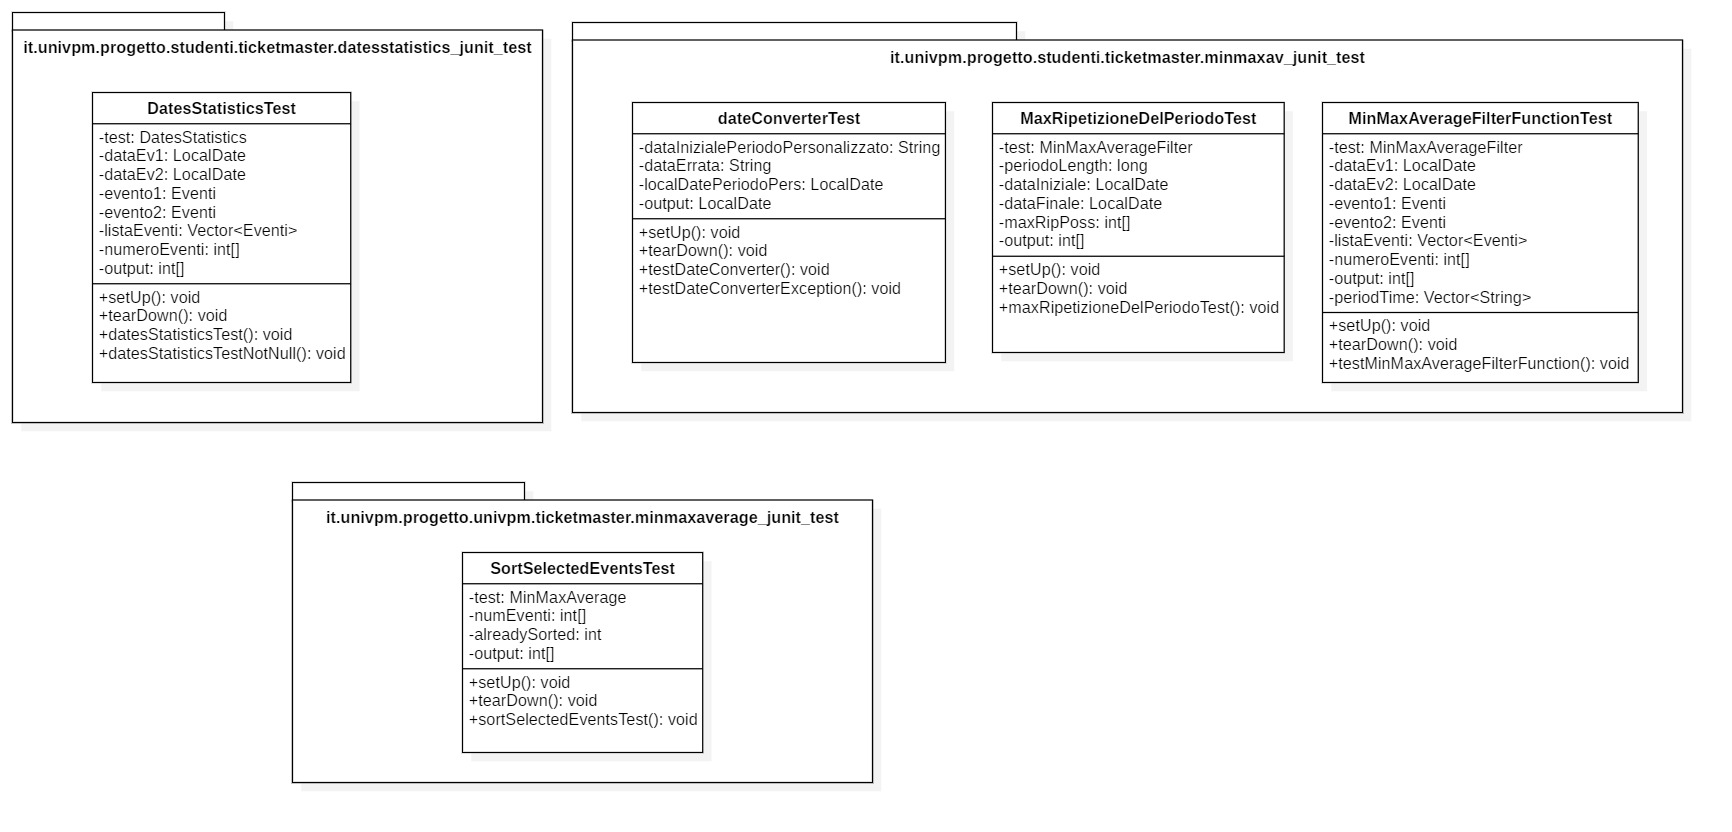 it.univpm.progetto.studenti.ticketmaster.datesstatistics_junit_test
DatesStatisticsTest
-test: DatesStatistics
-dataEv1: LocalDate
-dataEv2: LocalDate
-evento1: Eventi
-evento2: Eventi
-listaEventi: Vector<Eventi>
-numeroEventi: int[]
-output: int[]
+setUp(): void
+tearDown(): void
+datesStatisticsTest(): void
+datesStatisticsTestNotNull(): void
it.univpm.progetto.studenti.ticketmaster.minmaxav_junit_test
dateConverterTest
-dataInizialePeriodoPersonalizzato: String
-dataErrata: String
-localDatePeriodoPers: LocalDate
-output: LocalDate
+setUp(): void
+tearDown(): void
+testDateConverter(): void
+testDateConverterException(): void
MaxRipetizioneDelPeriodoTest
-test: MinMaxAverageFilter
-periodoLength: long
-dataIniziale: LocalDate
-dataFinale: LocalDate
-maxRipPoss: int[]
-output: int[]
+setUp(): void
+tearDown(): void
+maxRipetizioneDelPeriodoTest(): void
MinMaxAverageFilterFunctionTest
-test: MinMaxAverageFilter
-dataEv1: LocalDate
-dataEv2: LocalDate
-evento1: Eventi
-evento2: Eventi
-listaEventi: Vector<Eventi>
-numeroEventi: int[]
-output: int[]
-periodTime: Vector<String>
+setUp(): void
+tearDown(): void
+testMinMaxAverageFilterFunction(): void
it.univpm.progetto.univpm.ticketmaster.minmaxaverage_junit_test
SortSelectedEventsTest
-test: MinMaxAverage
-numEventi: int[]
-alreadySorted: int
-output: int[]
+setUp(): void
+tearDown(): void
+sortSelectedEventsTest(): void